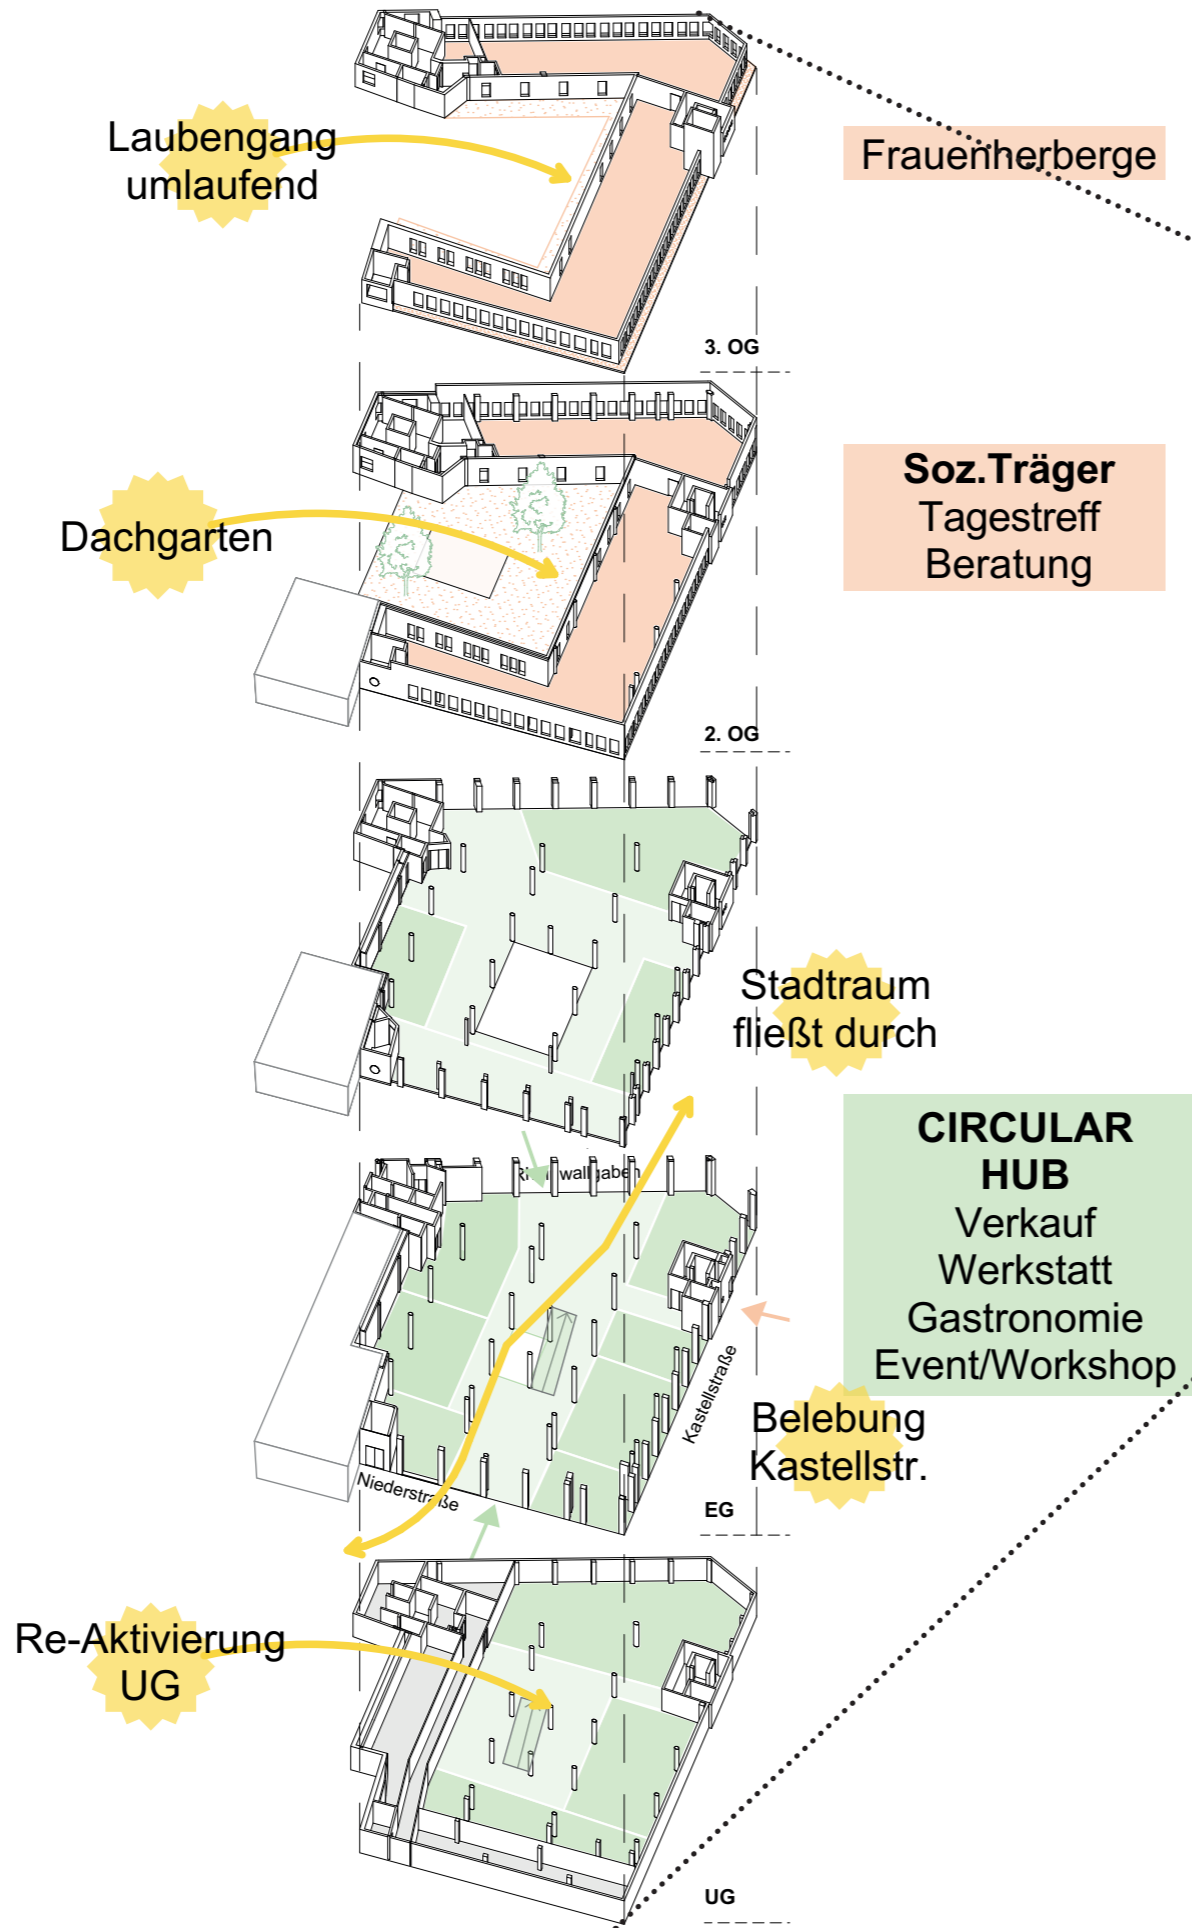 Laubengang
umlaufend
Frauenherberge
3. OG
Soz.Träger
Tagestreff
Beratung
Dachgarten
2. OG
Stadtraum
fließt durch
CIRCULAR
HUB
Verkauf
Werkstatt
Gastronomie
Event/Workshop
wallgaben
Kastellstraße
Belebung
Kastellstr.
Niederstraße
EG
Re-Aktivierung
UG
UG